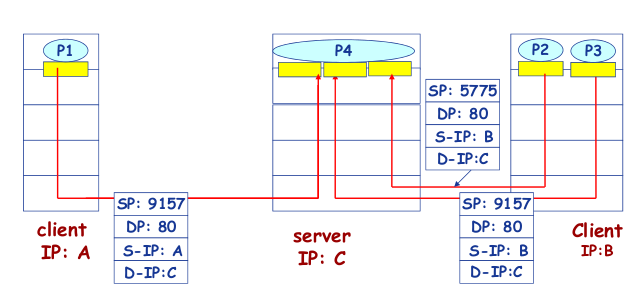 P1
P4
P2
P3
SP: 5775
DP: 80
S-IP: B
D-IP:C
SP: 9157
DP: 80
S-IP: A
D-IP:C
SP: 9157
DP: 80
S-IP: B
D-IP:C
client
IP: A
server
IP: C
Client
IP:B